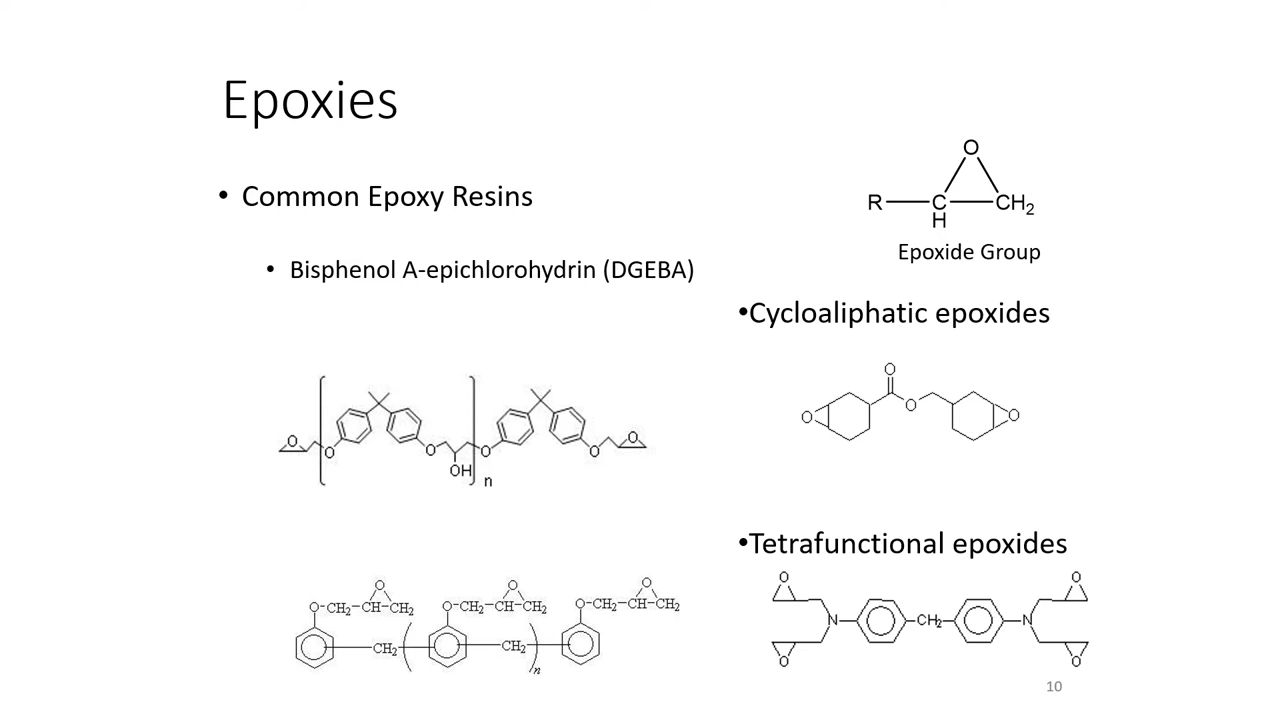 Epoxies
• Common Epoxy Resins
• Bisphenol A-epichlorohydrin (DGEBA)
O
R C CH2
H
Epoxide Group
•Cycloaliphatic epoxides
O
O O O
O O O O O O
OH
n
•Tetrafunctional epoxides
O O O
O-CH2-CH-CH2 O-CH2-CH-CH2 O-CH2-CH-CH2
CH2 CH2
n
O O
N CH2 N
O O
10